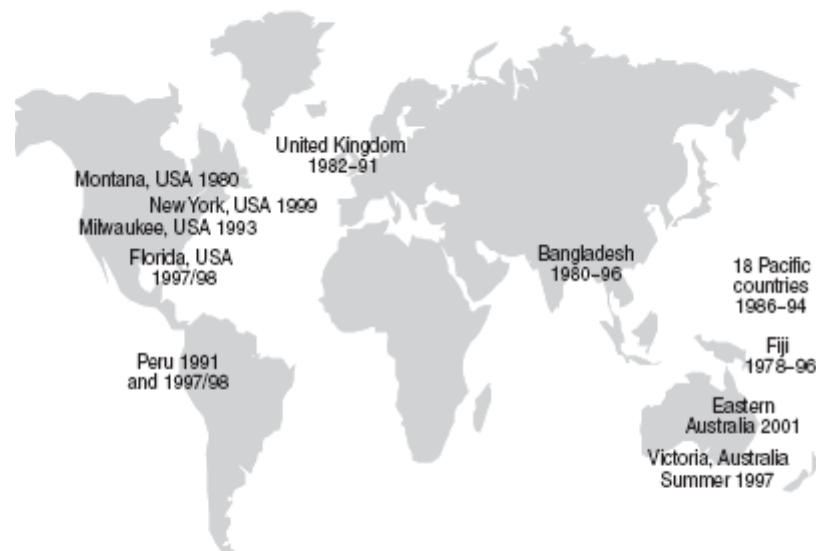 United Kingdom
1982–91
Montana, USA 1980
New York, USA 1999
Milwaukee, USA 1993
Florida, USA
1997/98
Bangladesh
1980–96
18 Pacific
countries
1986–94
Peru 1991
and 1997/98
Fiji
1978–96
Eastern
Australia 2001
Victoria, Australia
Summer 1997